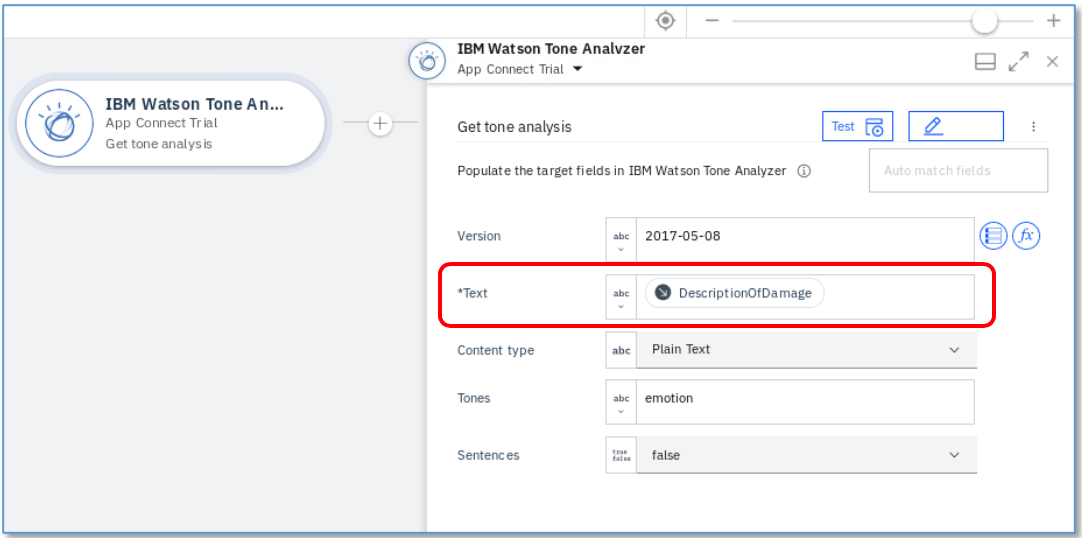 IBM Watson Tone An...
App Connect Trial
Get tone analysis
IBM Watson Tone Analyzer
App Connect Trial
Get tone analysis
Test
Populate the target fields in IBM Watson Tone Analyzer
Auto match fields
Version
abc
2017-05-08
fx
*Text
abc
DescriptionOfDamage
Content type
abc
Plain Text
Tones
abc
emotion
Sentences
true
false
false